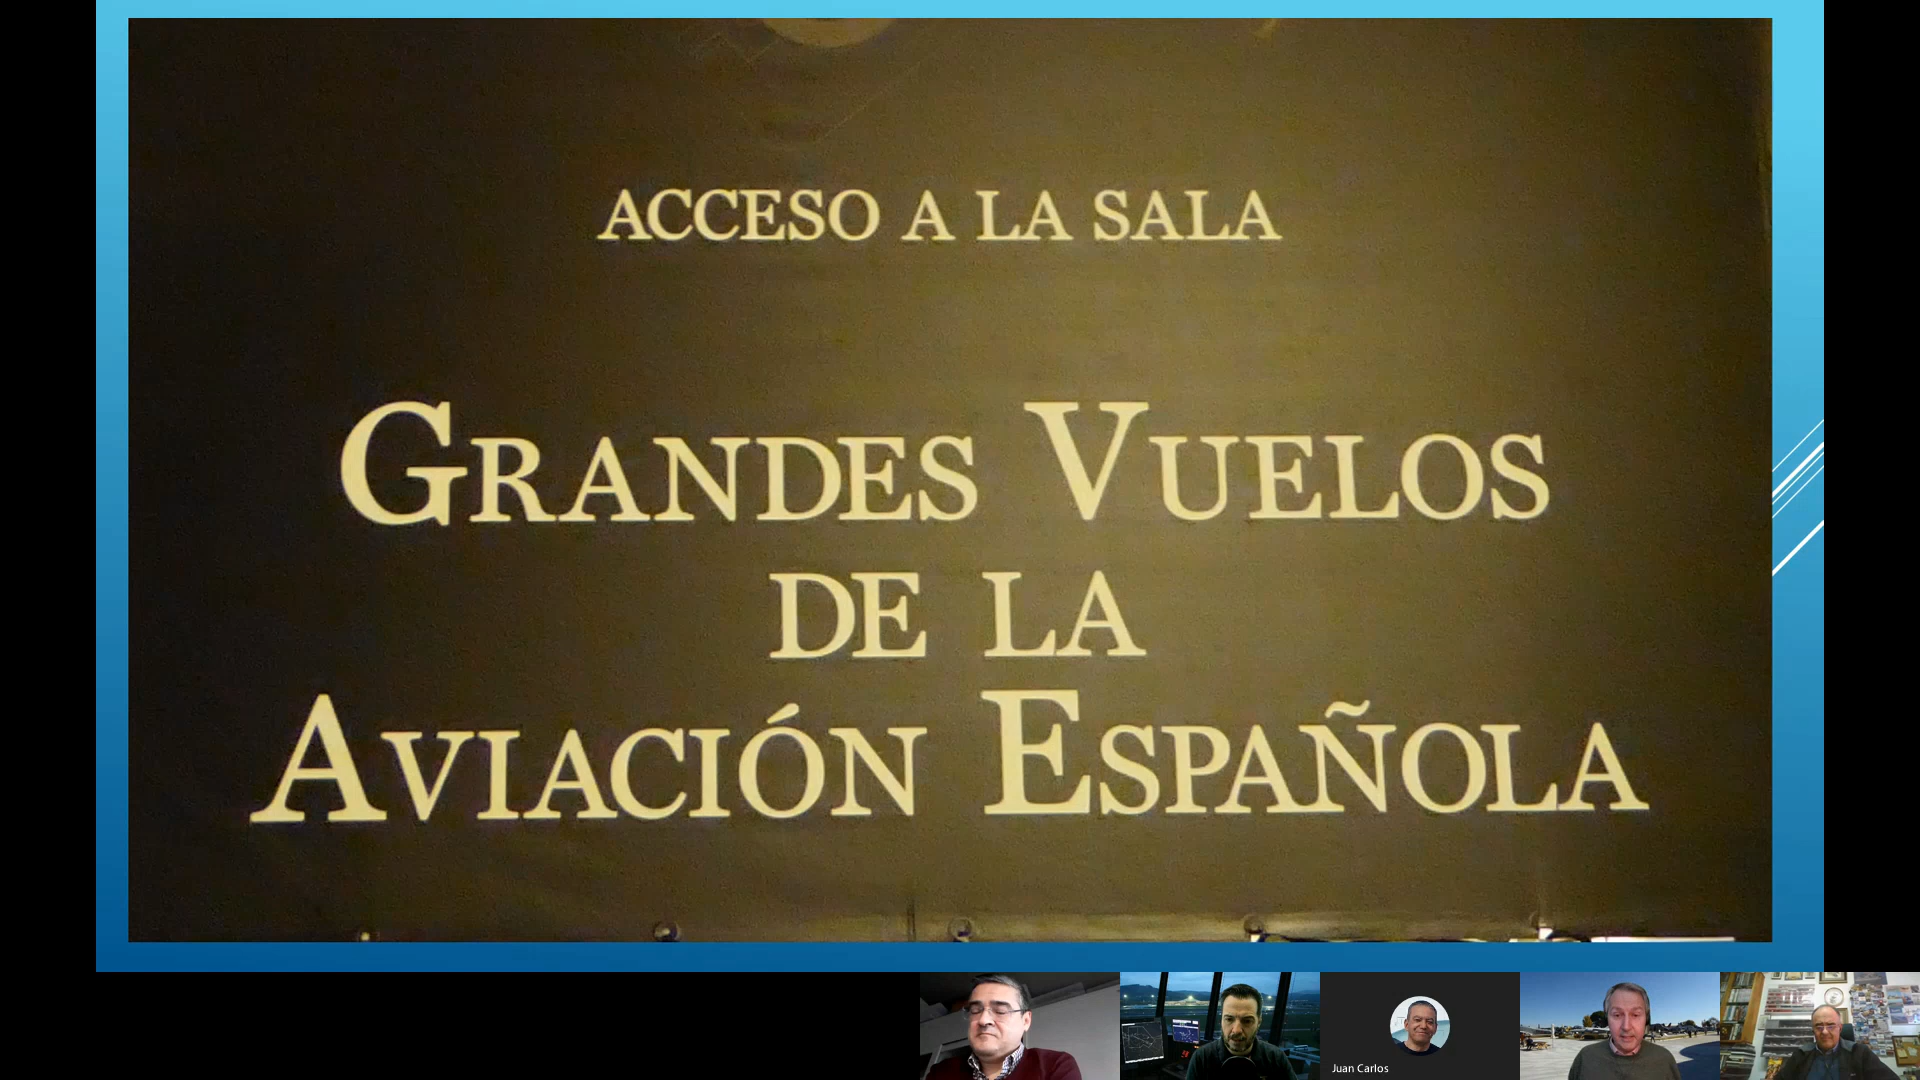 ACCESO A LA SALA
GRANDES VUELOS
DE LA
AVIACIÓN ESPAÑOLA
Juan Carlos